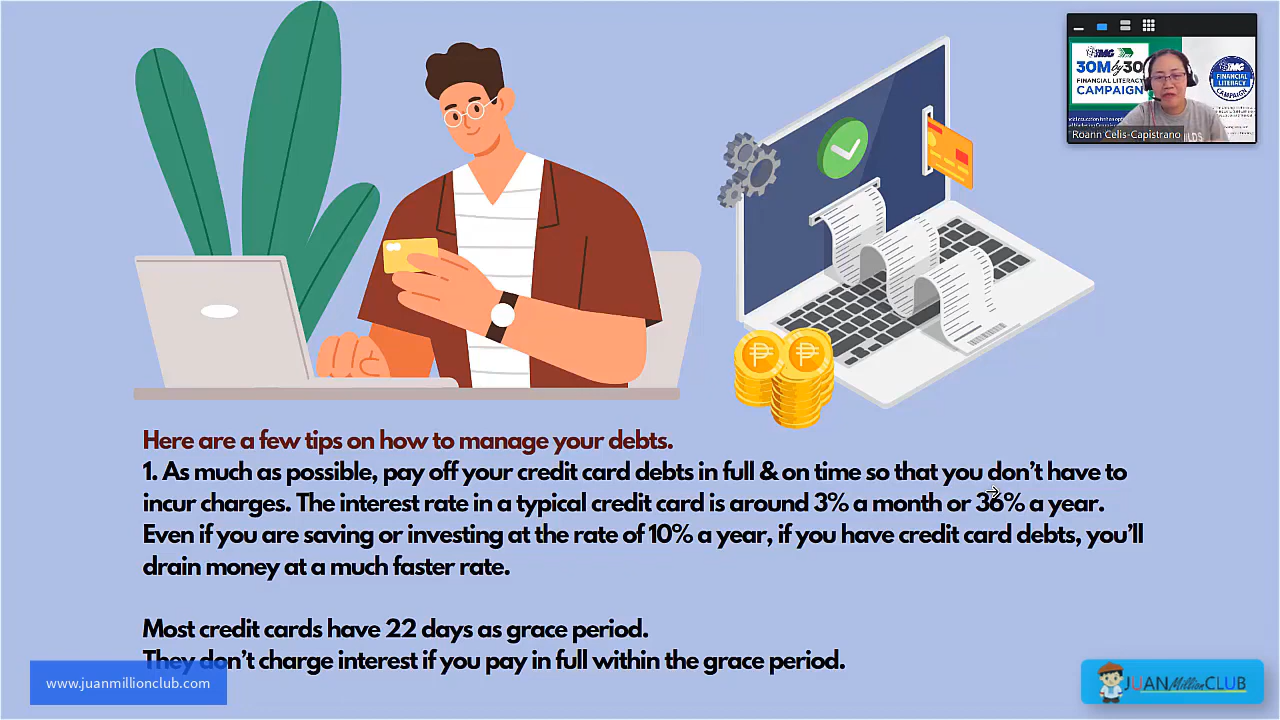 IMG
30M by 30
FINANCIAL LITERACY
CAMPAIGN
IMG
FINANCIAL
LITERACY
CAMPAIGN
Roann Celis-Capistrano
Here are a few tips on how to manage your debts.
1. As much as possible, pay off your credit card debts in full & on time so that you don't have to
incur charges. The interest rate in a typical credit card is around 3% a month or 36% a year.
Even if you are saving or investing at the rate of 10% a year, if you have credit card debts, you'll
drain money at a much faster rate.
Most credit cards have 22 days as grace period.
They don't charge interest if you pay in full within the grace period.
www.juanmillionclub.com
JUAN Million CLUB